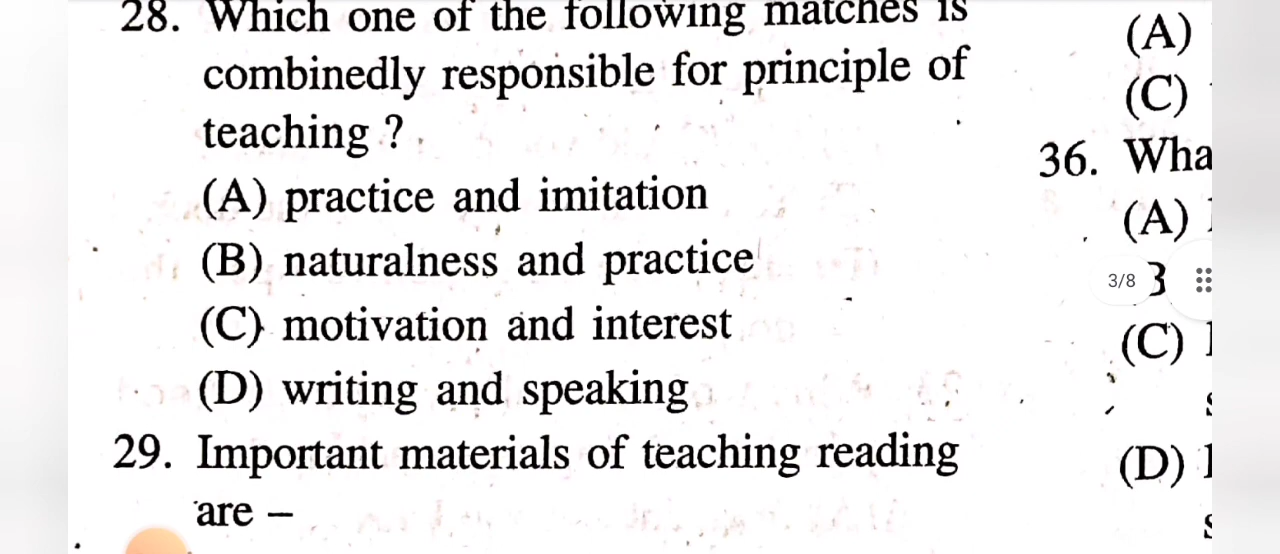 28. Which one of the following matches is
combinedly responsible for principle of
teaching ?
(A) practice and imitation
(B) naturalness and practice
(C) motivation and interest
(D) writing and speaking
29. Important materials of teaching reading
are –
(A)
(C)
36.
(A)
3/8
(C)
(D)